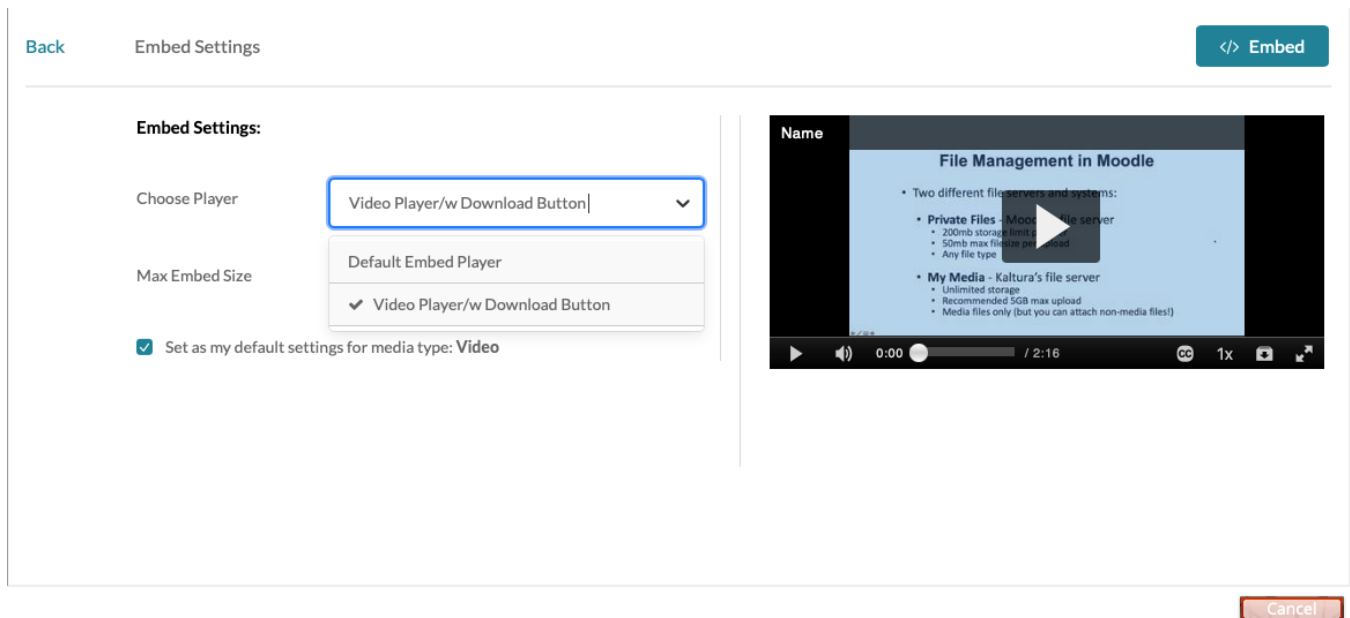 Back
Embed Settings
</> Embed
Embed Settings:
Choose Player
Video Player/w Download Button
Default Embed Player
Video Player/w Download Button
Max Embed Size
Set as my default settings for media type: Video
Name
File Management in Moodle
• Two different file servers and systems:
• Private Files - Moodle file server
• 200mb storage limit
• 50mb max filesize per upload
• Any file type
• My Media - Kaltura's file server
• Unlimited storage
• Recommended 5GB max upload
• Media files only (but you can attach non-media files!)
0:00 / 2:16
CC
1x
Cancel